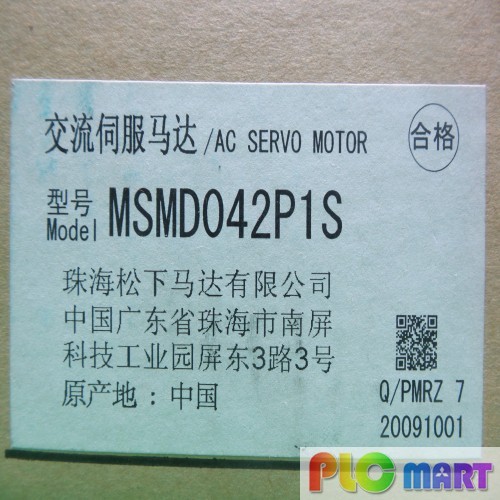 交流伺服马达/AC SERVO MOTOR
合格
型号
Model MSMD042P1S
珠海松下马达有限公司
中国广东省珠海市南屏
科技工业园屏东3路3号
原产地:中国
Q/PMRZ 7
20091001
PLC MART